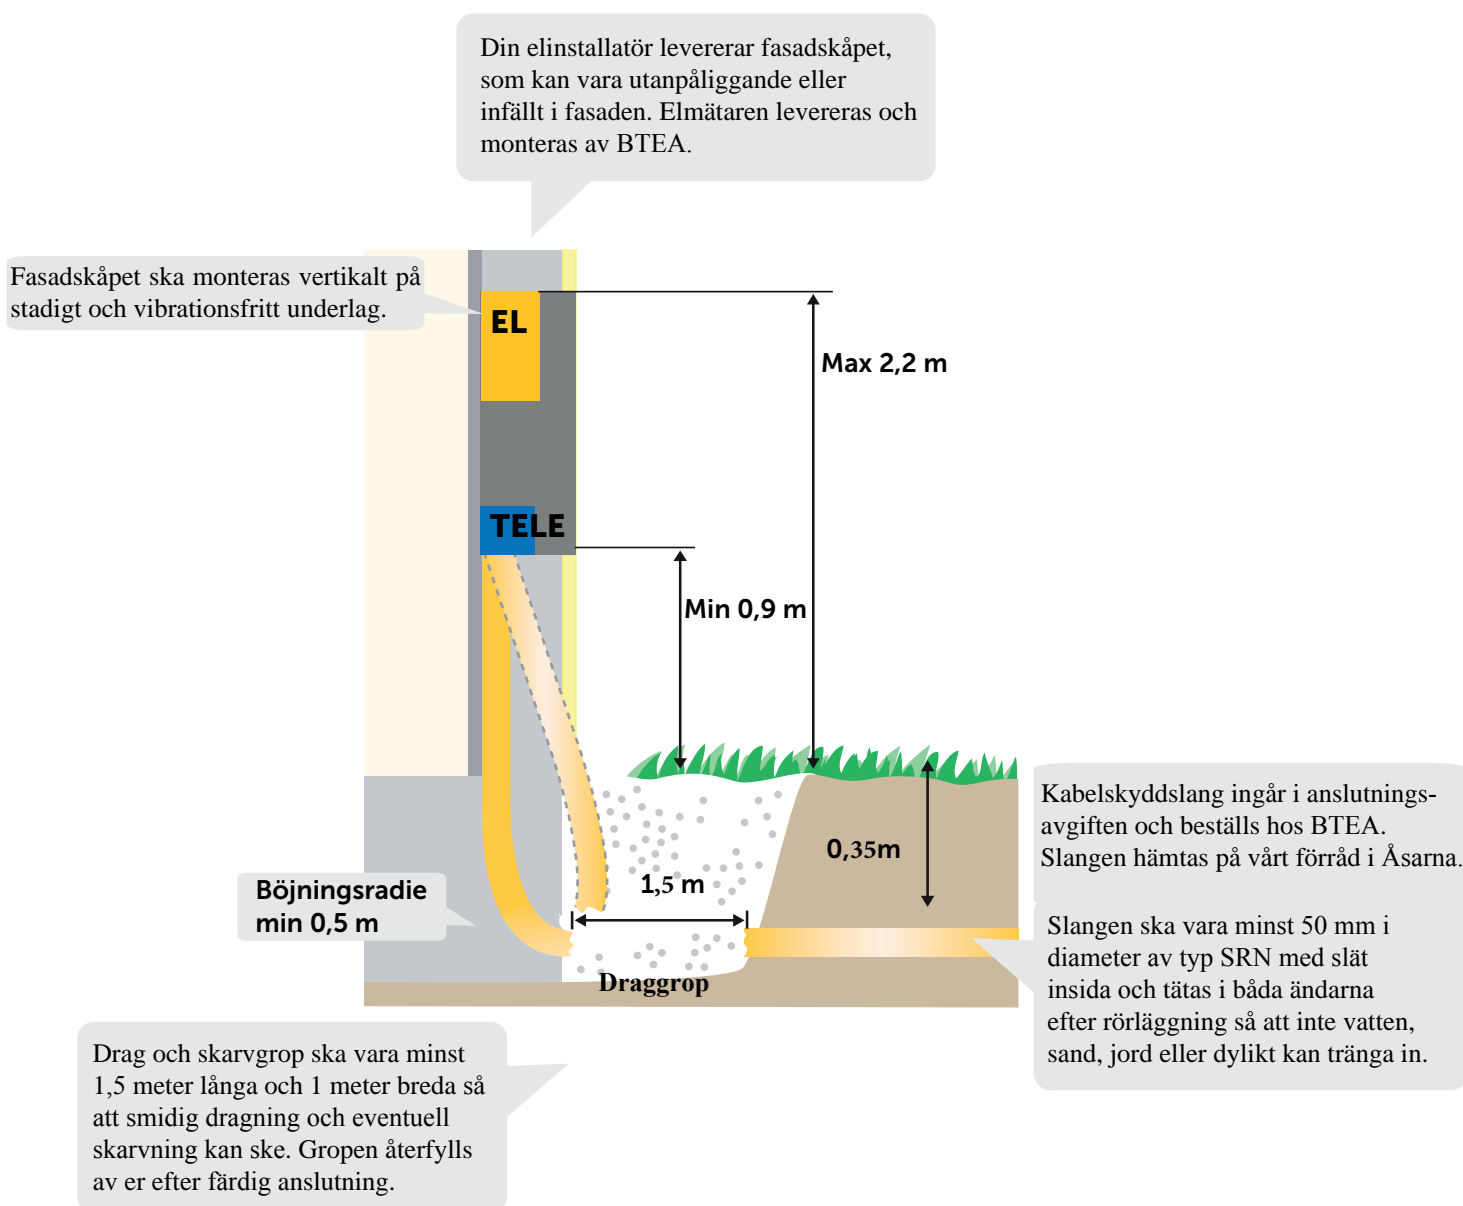 Din elinstallatör levererar fasadskåpet,
som kan vara utanpåliggande eller
infällt i fasaden. Elmätaren levereras och
monteras av BTEA.
Fasadskåpet ska monteras vertikalt på
stadigt och vibrationsfritt underlag.
EL
Max 2,2 m
TELE
Min 0,9 m
Kabelskyddslang ingår i anslutnings-
avgiften och beställs hos BTEA.
Slangen hämtas på vårt förråd i Åsarna.
0,35m
1,5 m
Böjningsradie
min 0,5 m
Slangen ska vara minst 50 mm i
diameter av typ SRN med slät
insida och tätas i båda ändarna
efter rörläggning så att inte vatten,
sand, jord eller dylikt kan tränga in.
Draggrop
Drag och skarvgrop ska vara minst
1,5 meter långa och 1 meter breda så
att smidig dragning och eventuell
skarvning kan ske. Gropen återfylls
av er efter färdig anslutning.